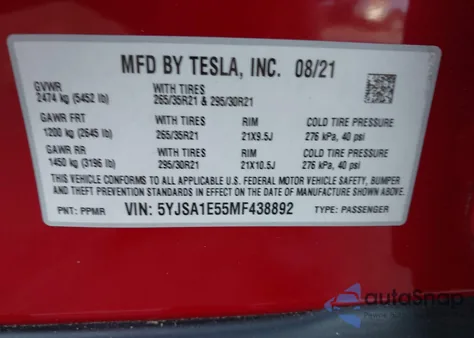 MFD BY TESLA, INC. 08/21
GVWR WITH TIRES
2474 kg (5452 lb) 265/35R21 & 295/30R21
GAWR FRT WITH TIRES RIM COLD TIRE PRESSURE
1200 kg (2645 lb) 265/35R21 21X9.5J 276 kPa, 40 psi
GAWR RR WITH TIRES RIM COLD TIRE PRESSURE
1450 kg (3196 lb) 295/30R21 21X10.5J 276 kPa, 40 psi
THIS VEHICLE CONFORMS TO ALL APPLICABLE U.S. FEDERAL MOTOR VEHICLE SAFETY, BUMPER
AND THEFT PREVENTION STANDARDS IN EFFECT ON THE DATE OF MANUFACTURE SHOWN ABOVE.
PNT: PPMR VIN: 5YJSA1E55MF438892 TYPE: PASSENGER
autoSnap